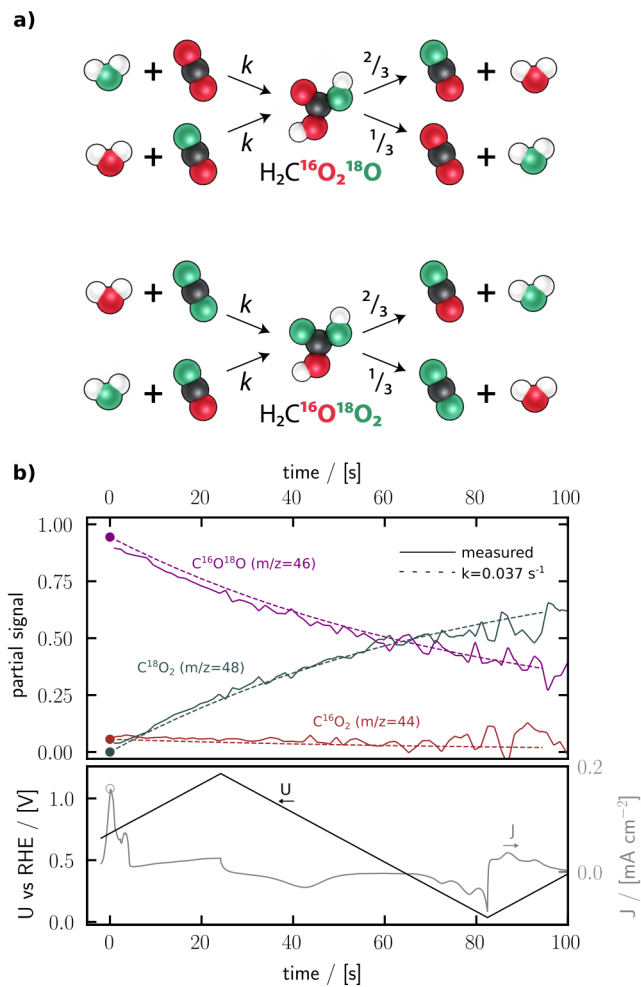 a)
+ k ²/₃ +
+ k ¹/₃ +
H₂C¹⁶O₂¹⁸O
+ k ²/₃ +
+ k ¹/₃ +
H₂C¹⁶O¹⁸O₂
b)
time / [s]
0 20 40 60 80 100
1.00
C¹⁶O¹⁸O (m/z=46)
measured
k=0.037 s⁻¹
0.75
partial signal
0.50
C¹⁸O₂ (m/z=48)
0.25
C¹⁶O₂ (m/z=44)
0.00
0.2
U
1.0
U vs RHE / [V]
J
J / [mA cm⁻²]
0.5
0.0
0.0
0 20 40 60 80 100
time / [s]